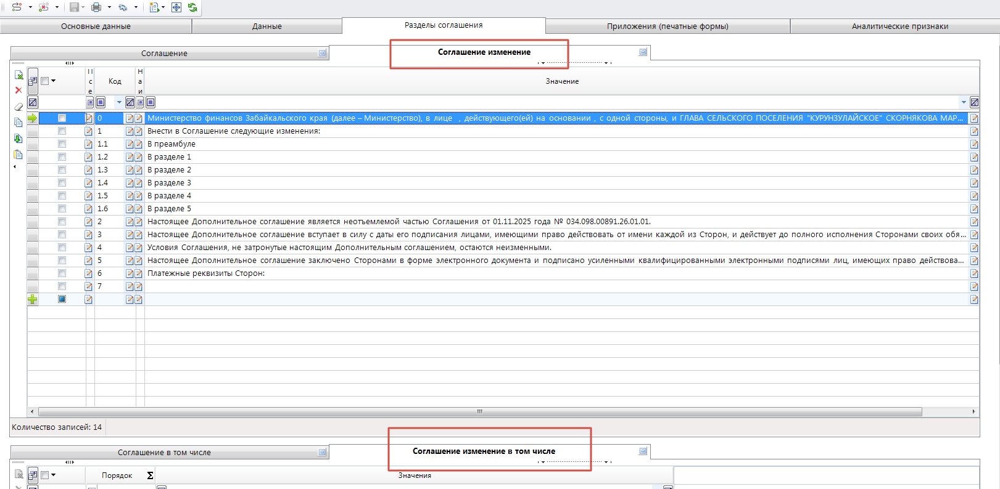 Основные данные Данные Разделы соглашения Приложения (печатные формы) Аналитические признаки
Соглашение Соглашение изменение
П с е Код Н а и Значение
0 Министерство финансов Забайкальского края (далее – Министерство), в лице , действующего(ей) на основании , с одной стороны, и ГЛАВА СЕЛЬСКОГО ПОСЕЛЕНИЯ "КУРУНЗУЛАЙСКОЕ" СКОРНЯКОВА МАР...
1 Внести в Соглашение следующие изменения:
1.1 В преамбуле
1.2 В разделе 1
1.3 В разделе 2
1.4 В разделе 3
1.5 В разделе 4
1.6 В разделе 5
2 Настоящее Дополнительное соглашение является неотъемлемой частью Соглашения от 01.11.2025 года № 034.098.00891.26.01.01.
3 Настоящее Дополнительное соглашение вступает в силу с даты его подписания лицами, имеющими право действовать от имени каждой из Сторон, и действует до полного исполнения Сторонами своих обя...
4 Условия Соглашения, не затронутые настоящим Дополнительным соглашением, остаются неизменными.
5 Настоящее Дополнительное соглашение заключено Сторонами в форме электронного документа и подписано усиленными квалифицированными электронными подписями лиц, имеющих право действова...
6 Платежные реквизиты Сторон:
7
Количество записей: 14
Соглашение в том числе Соглашение изменение в том числе
Порядок Σ Значения